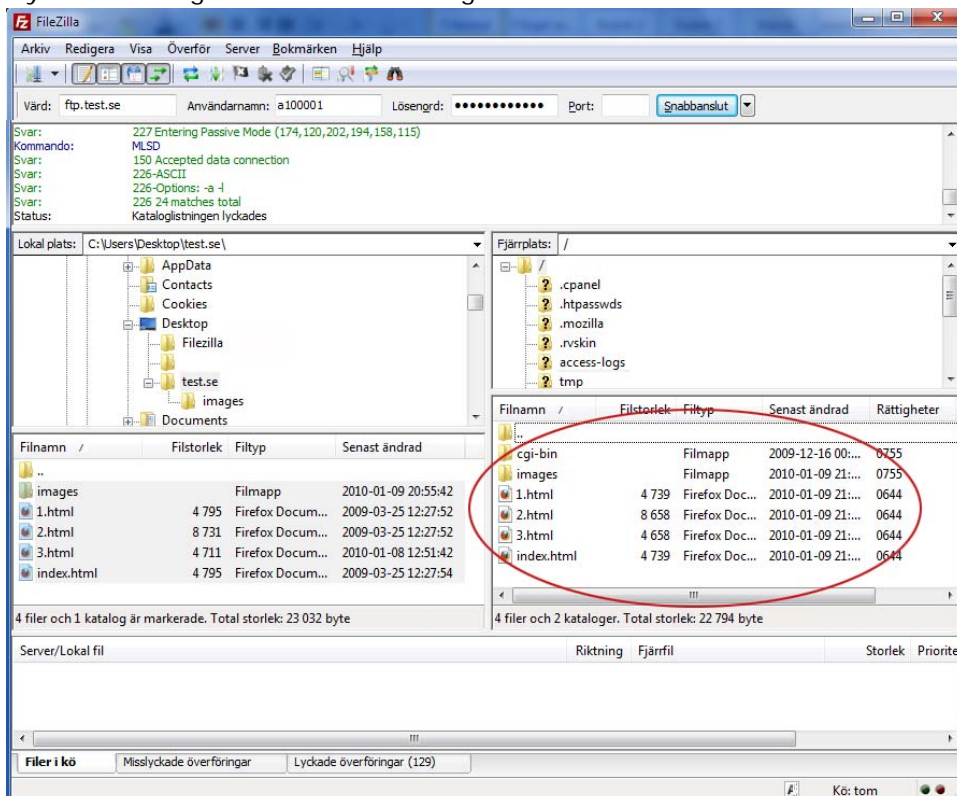 FileZilla
Arkiv Redigera Visa Överför Server Bokmärken Hjälp
Värd: ftp.test.se Användarnamn: a100001 Lösenord: •••••••••••• Port: Snabbanslut
Svar: 227 Entering Passive Mode (174,120,202,194,158,115)
Kommando: MLSD
Svar: 150 Accepted data connection
Svar: 226-ASCII
Svar: 226-Options: -a -l
Svar: 226 24 matches total
Status: Kataloglistningen lyckades
Lokal plats: C:\Users\Desktop\test.se\
AppData
Contacts
Cookies
Desktop
Filezilla
test.se
images
Documents
Filnamn / Filstorlek Filtyp Senast ändrad
..
images Filmapp 2010-01-09 20:55:42
1.html 4 795 Firefox Docum... 2009-03-25 12:27:52
2.html 8 731 Firefox Docum... 2009-03-25 12:27:52
3.html 4 711 Firefox Docum... 2010-01-08 12:51:42
index.html 4 795 Firefox Docum... 2009-03-25 12:27:54
4 filer och 1 katalog är markerade. Total storlek: 23 032 byte
Fjärrplats: /
/
? .cpanel
? .htpasswds
? .mozilla
? .rvskin
? access-logs
? tmp
Filnamn / Filstorlek Filtyp Senast ändrad Rättigheter
..
cgi-bin Filmapp 2009-12-16 00:... 0755
images Filmapp 2010-01-09 21:... 0755
1.html 4 739 Firefox Doc... 2010-01-09 21:... 0644
2.html 8 658 Firefox Doc... 2010-01-09 21:... 0644
3.html 4 658 Firefox Doc... 2010-01-09 21:... 0644
index.html 4 739 Firefox Doc... 2010-01-09 21:... 0644
4 filer och 2 kataloger. Total storlek: 22 794 byte
Server/Lokal fil Riktning Fjärrfil Storlek Priorite
Filer i kö Misslyckade överföringar Lyckade överföringar (129)
Kö: tom